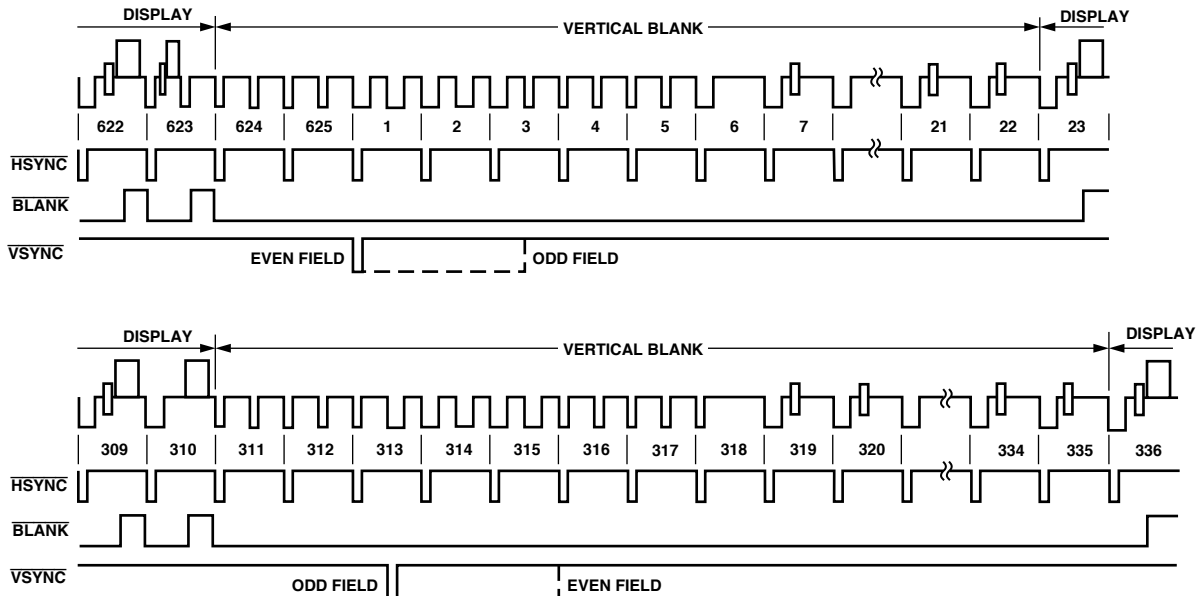 DISPLAY VERTICAL BLANK DISPLAY
622 623 624 625 1 2 3 4 5 6 7 21 22 23
HSYNC
BLANK
VSYNC
EVEN FIELD ODD FIELD
DISPLAY VERTICAL BLANK DISPLAY
309 310 311 312 313 314 315 316 317 318 319 320 334 335 336
HSYNC
BLANK
VSYNC
ODD FIELD EVEN FIELD